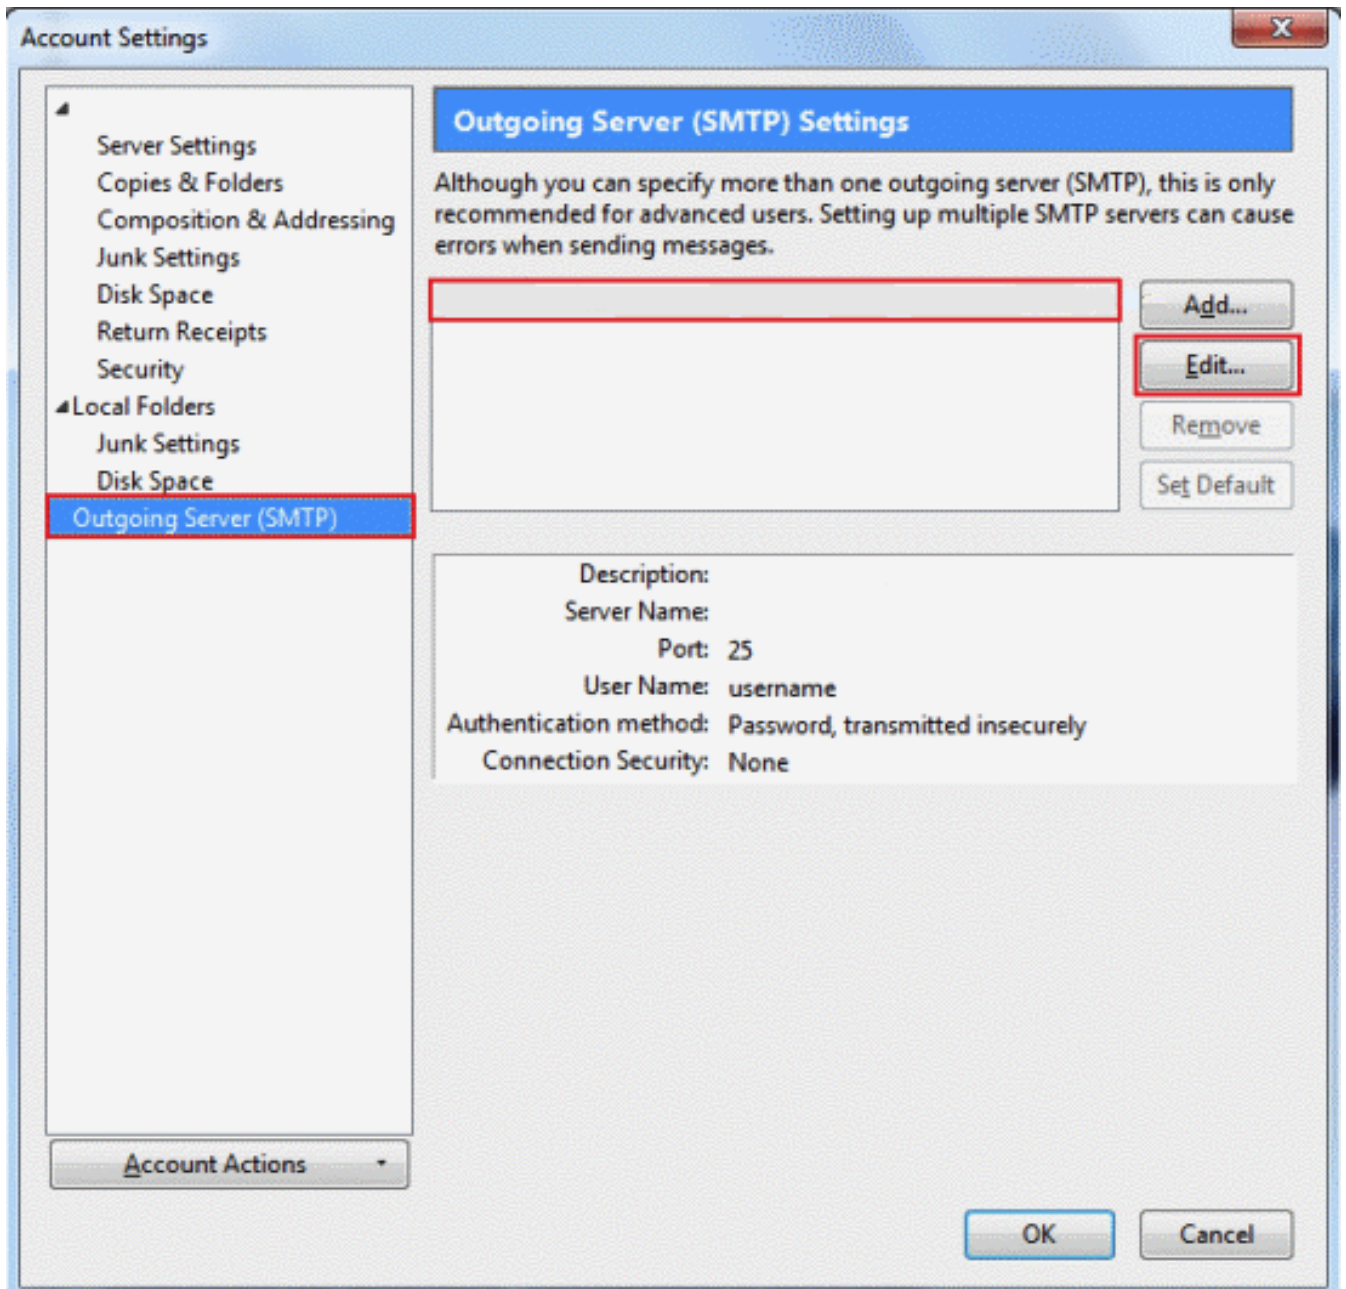 Account Settings
Server Settings
Copies & Folders
Composition & Addressing
Junk Settings
Disk Space
Return Receipts
Security
Local Folders
Junk Settings
Disk Space
Outgoing Server (SMTP)
Account Actions
Outgoing Server (SMTP) Settings
Although you can specify more than one outgoing server (SMTP), this is only
recommended for advanced users. Setting up multiple SMTP servers can cause
errors when sending messages.
Add...
Edit...
Remove
Set Default
Description:
Server Name:
Port: 25
User Name: username
Authentication method: Password, transmitted insecurely
Connection Security: None
OK
Cancel